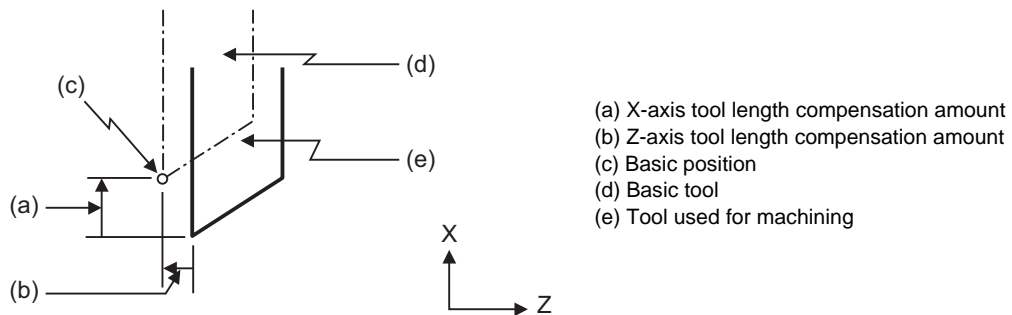 (c)
(d)
(e)
(a)
(b)
X
Z
(a) X-axis tool length compensation amount
(b) Z-axis tool length compensation amount
(c) Basic position
(d) Basic tool
(e) Tool used for machining